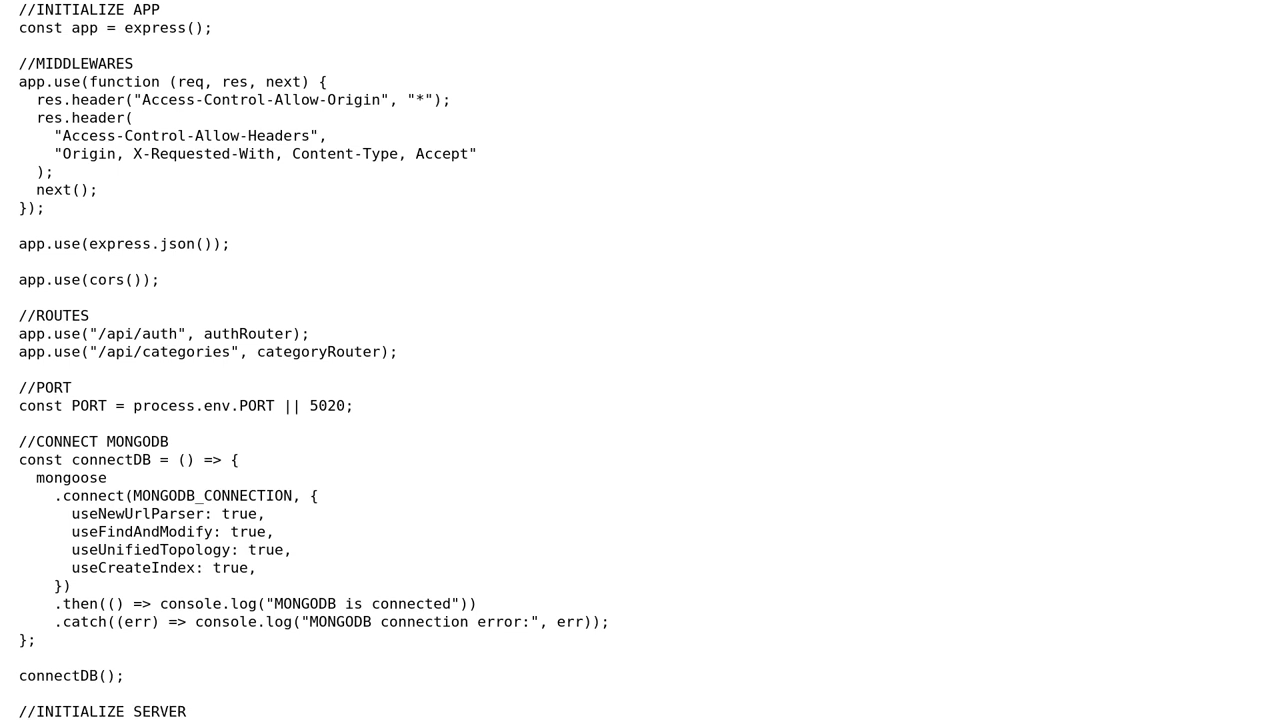 //INITIALIZE APP
const app = express();

//MIDDLEWARES
app.use(function (req, res, next) {
  res.header("Access-Control-Allow-Origin", "*");
  res.header(
    "Access-Control-Allow-Headers",
    "Origin, X-Requested-With, Content-Type, Accept"
  );
  next();
});

app.use(express.json());

app.use(cors());

//ROUTES
app.use("/api/auth", authRouter);
app.use("/api/categories", categoryRouter);

//PORT
const PORT = process.env.PORT || 5020;

//CONNECT MONGODB
const connectDB = () => {
  mongoose
    .connect(MONGODB_CONNECTION, {
      useNewUrlParser: true,
      useFindAndModify: true,
      useUnifiedTopology: true,
      useCreateIndex: true,
    })
    .then(() => console.log("MONGODB is connected"))
    .catch((err) => console.log("MONGODB connection error:", err));
};

connectDB();

//INITIALIZE SERVER